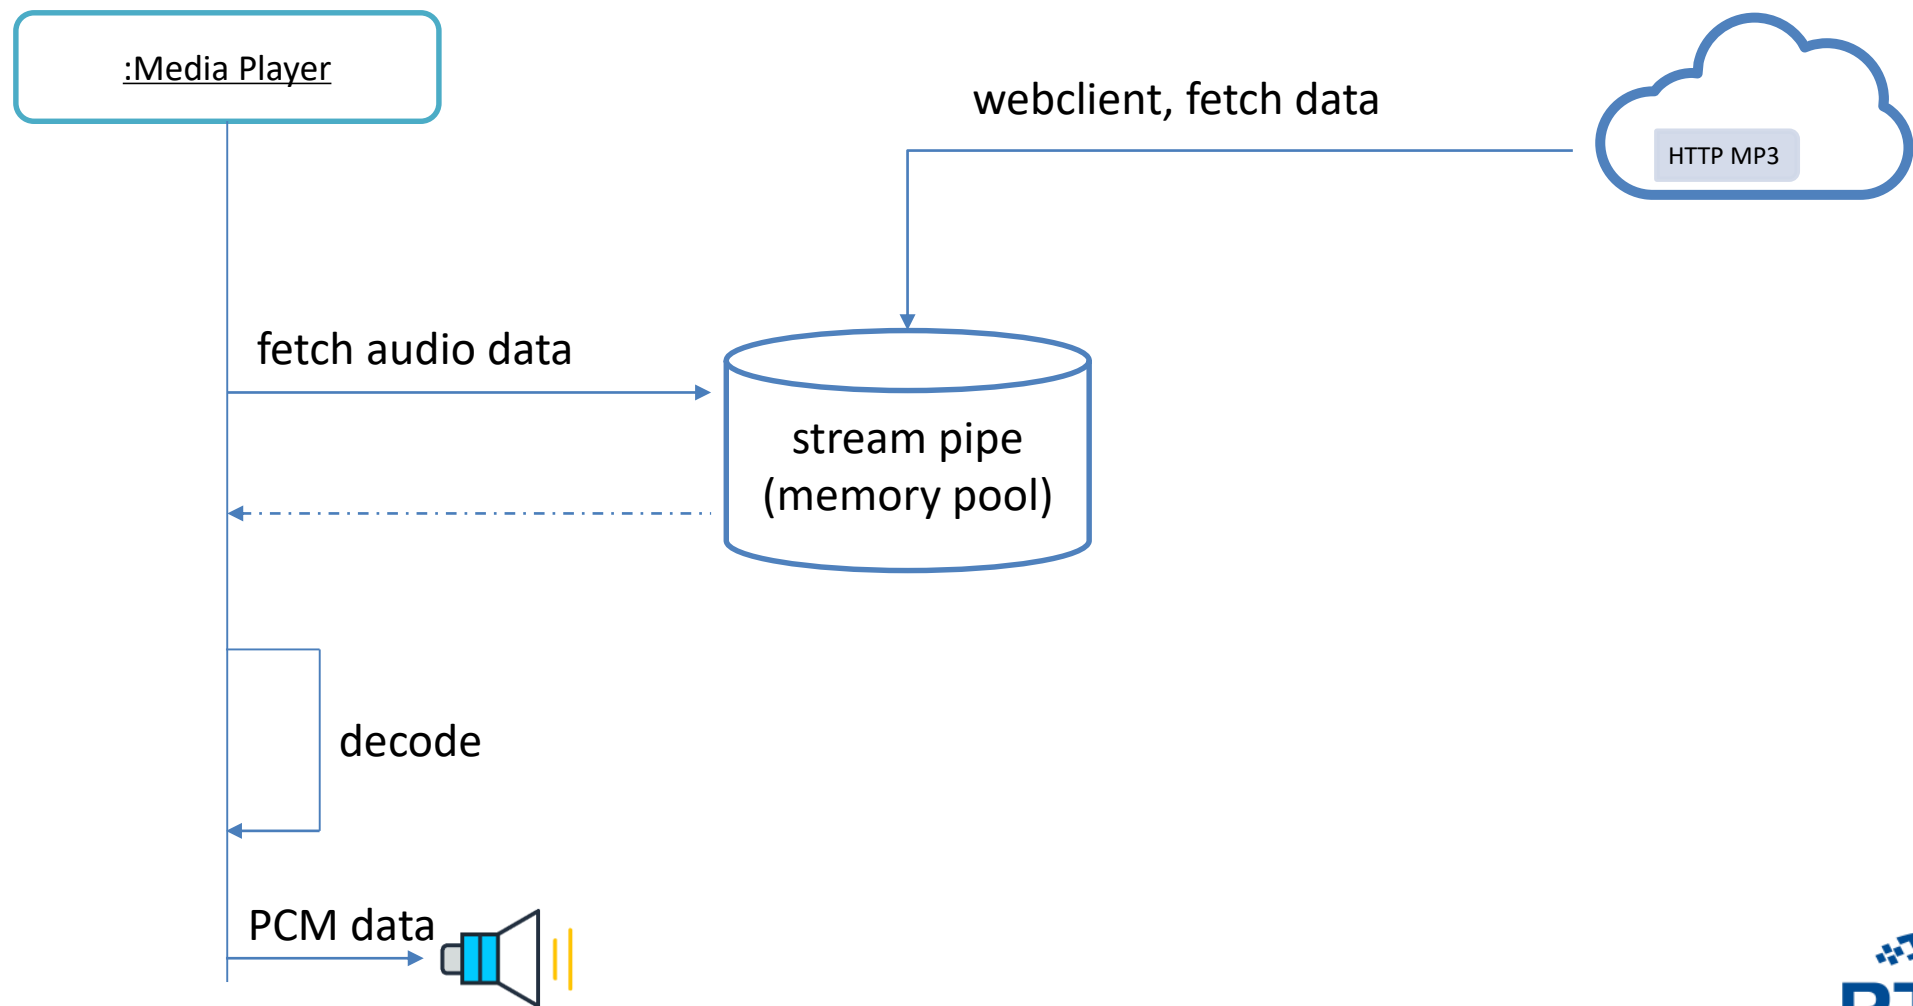 :Media Player
webclient, fetch data
HTTP MP3
fetch audio data
stream pipe
(memory pool)
decode
PCM data